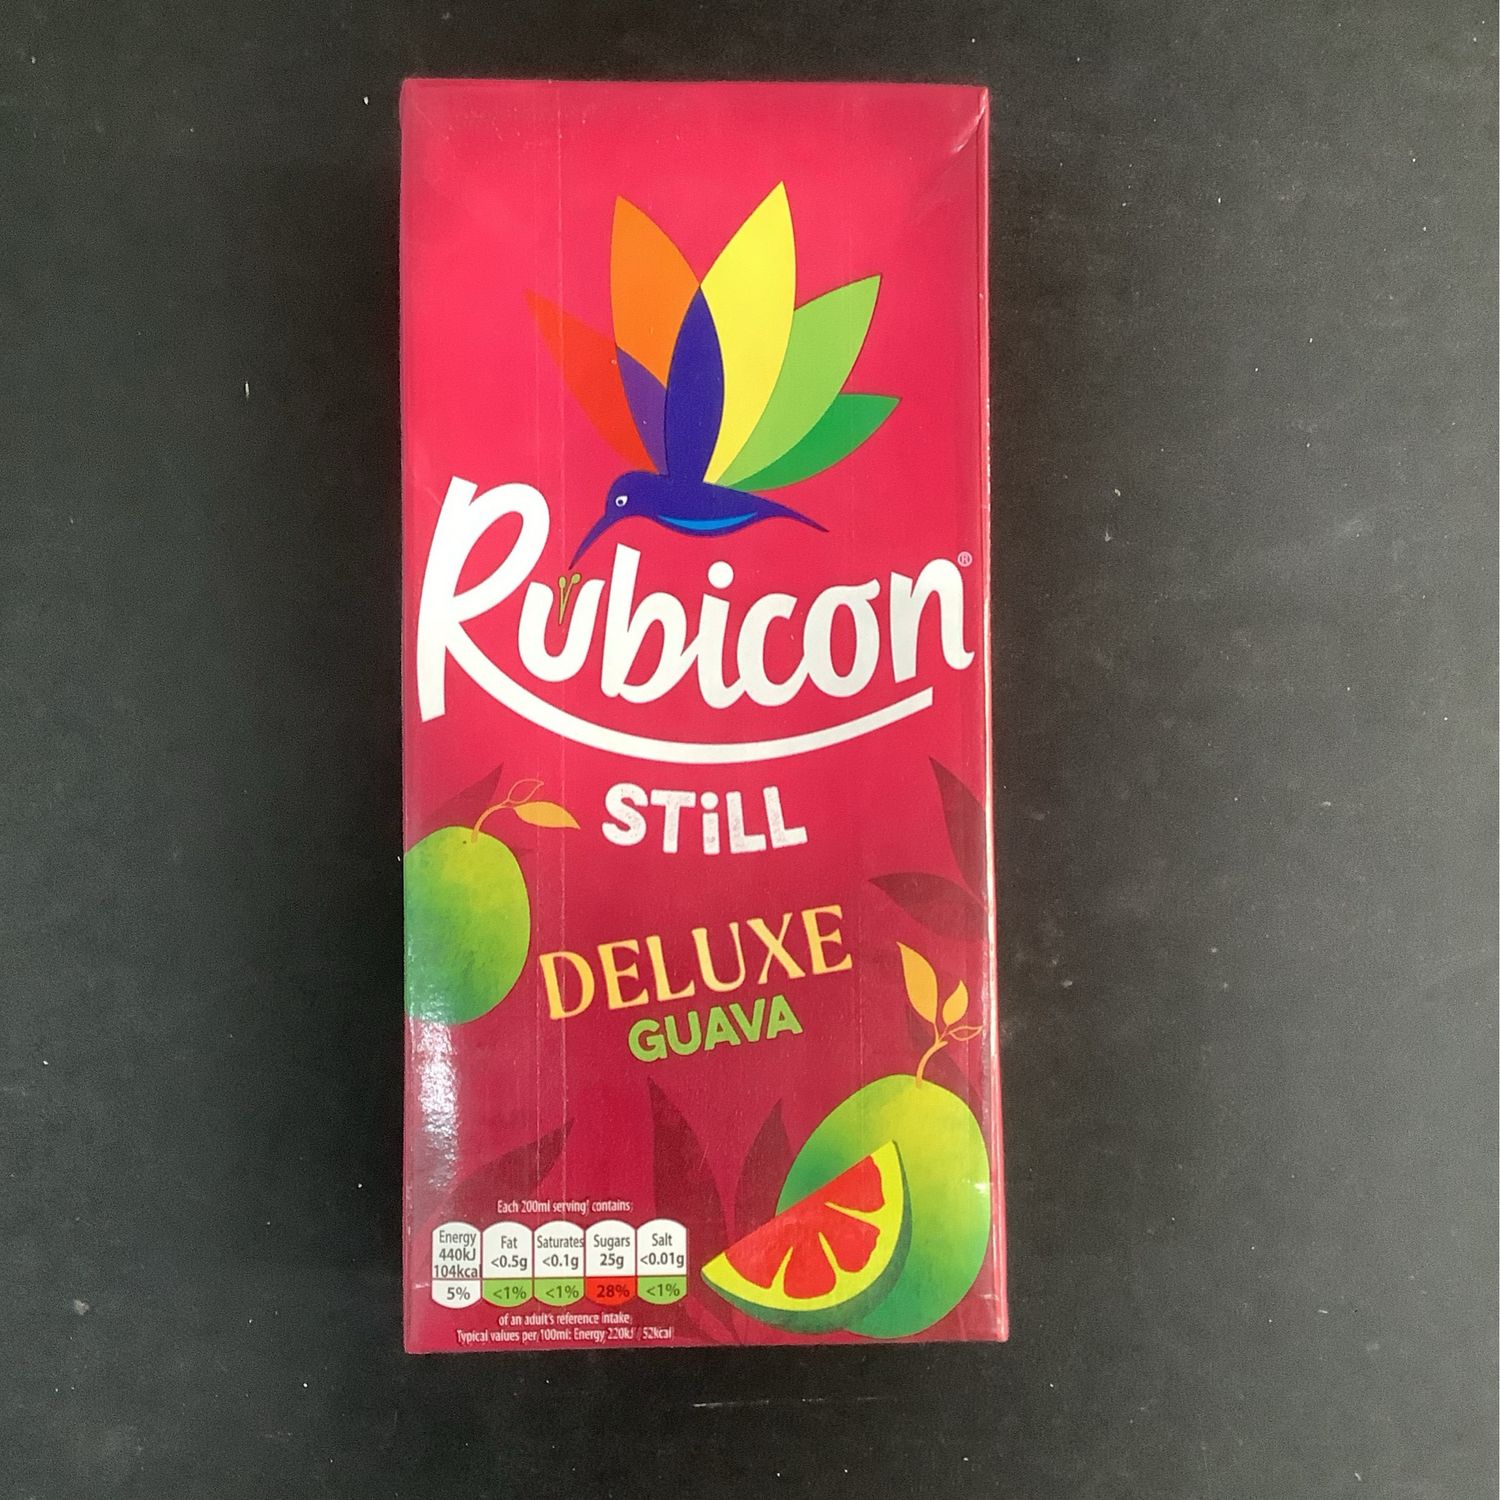 Rubicon®
STiLL
DELUXE
GUAVA
Each 200ml serving contains
Energy 440kJ 104kcal 5%
Fat <0.5g <1%
Saturates <0.1g <1%
Sugars 25g 28%
Salt <0.01g <1%
of an adult's reference intake
Typical values per 100ml: Energy 220kJ / 52kcal